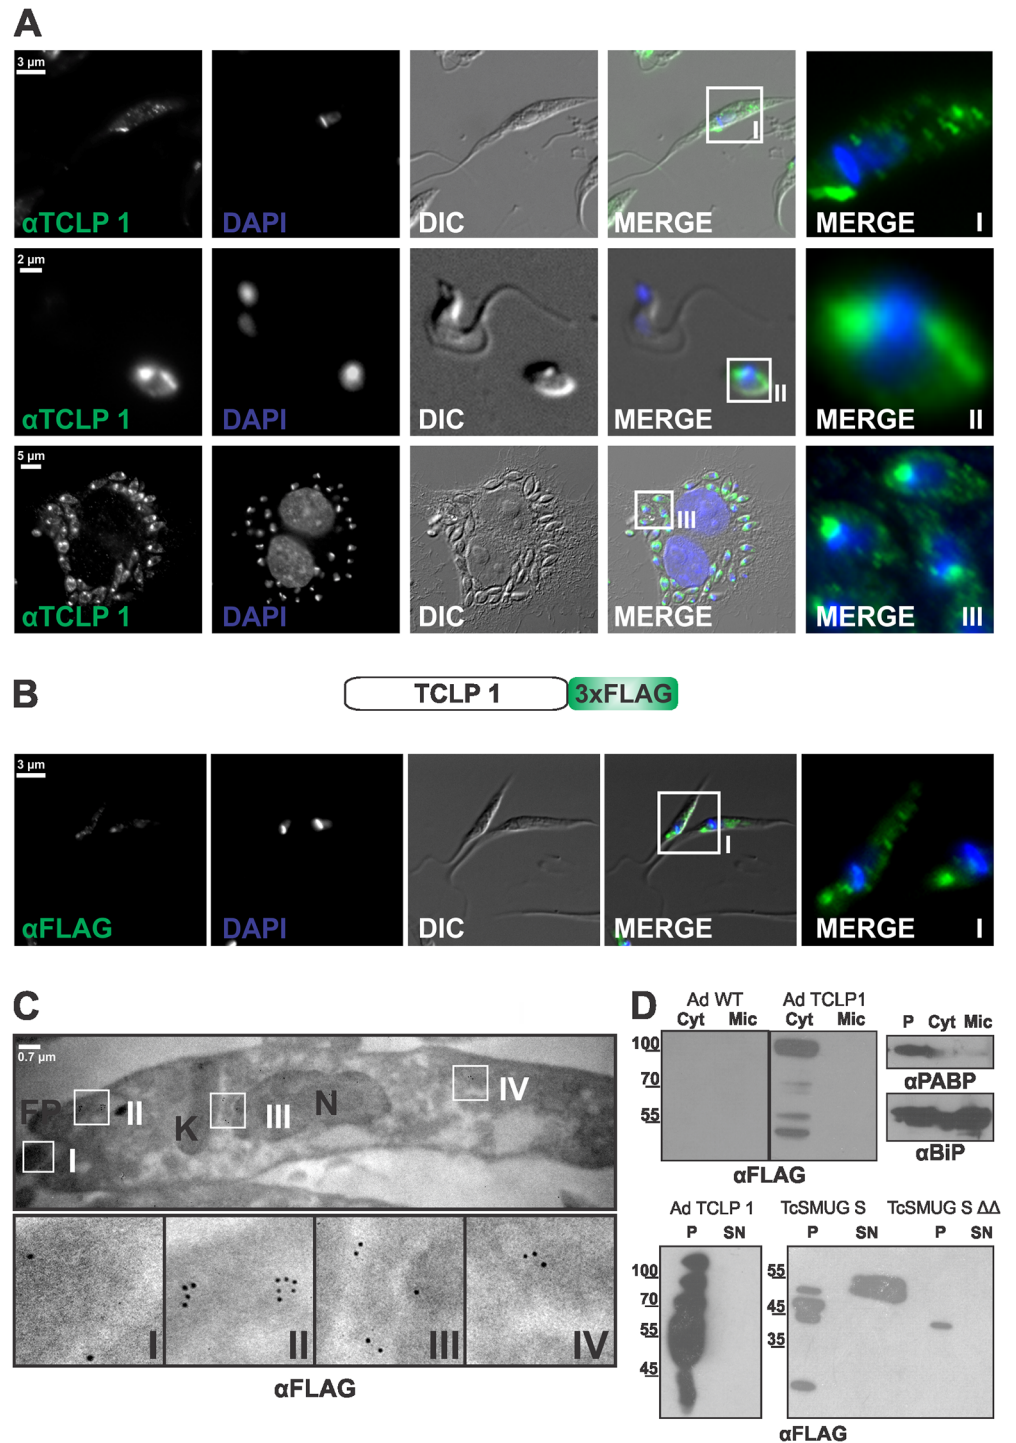 A
3 μm
αTCLP 1 DAPI DIC MERGE I MERGE I
2 μm
αTCLP 1 DAPI DIC MERGE II MERGE II
5 μm
αTCLP 1 DAPI DIC MERGE III MERGE III
B
TCLP 1 3xFLAG
3 μm
αFLAG DAPI DIC MERGE I MERGE I
C
0.7 μm
FP I II K III N IV
I II III IV
αFLAG
D
Ad WT Ad TCLP1
Cyt Mic Cyt Mic P Cyt Mic
100
70
55
αPABP
αBiP
αFLAG
Ad TCLP 1 TcSMUG S TcSMUG S ΔΔ
P SN P SN P SN
100
70
55
45
55
45
35
αFLAG